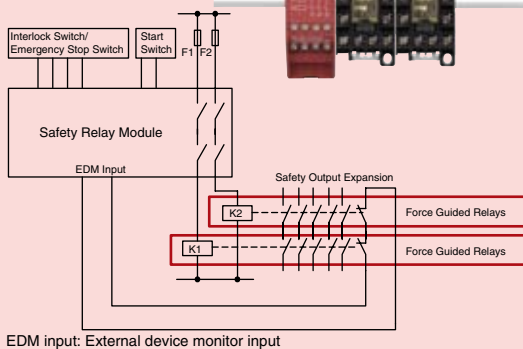 Interlock Switch/
Emergency Stop Switch
Start
Switch
F1 F2
Safety Relay Module
EDM Input
Safety Output Expansion
K2
Force Guided Relays
K1
Force Guided Relays
EDM input: External device monitor input